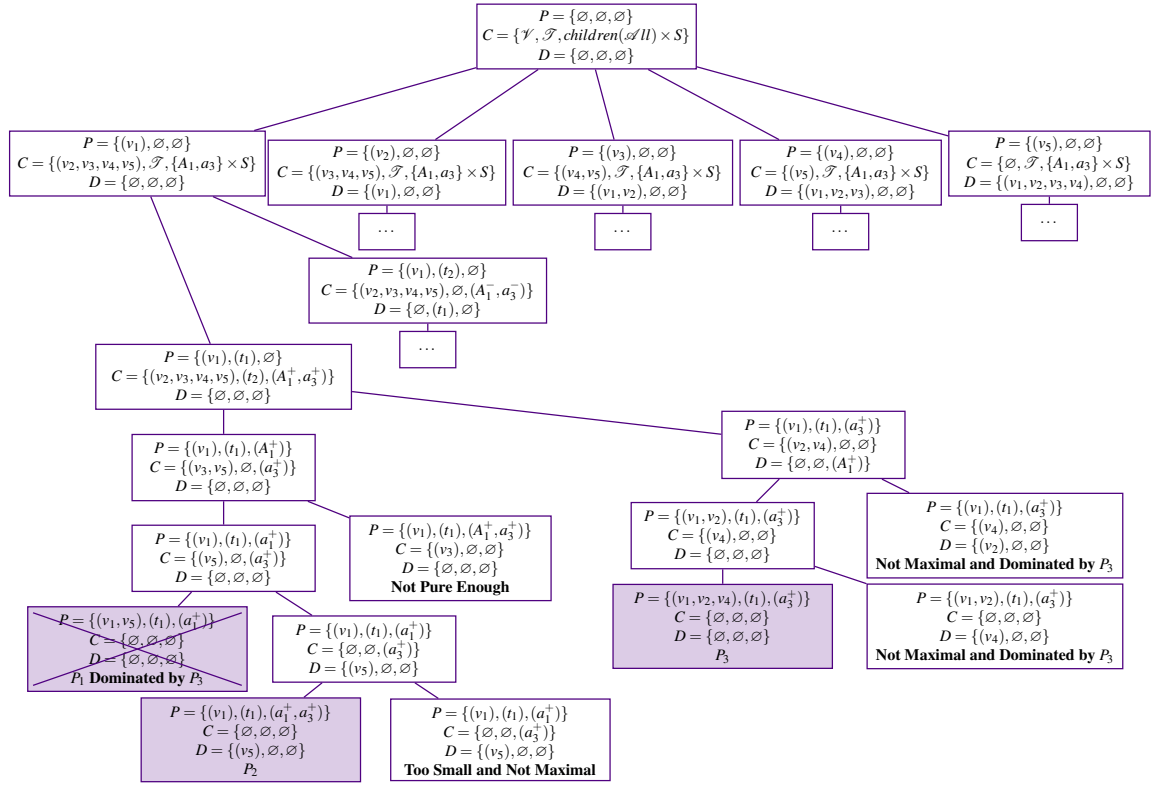 P = {∅, ∅, ∅}
C = {𝒱, 𝒯, children(𝒜ll) × S}
D = {∅, ∅, ∅}
P = {(v₁), ∅, ∅}
C = {(v₂, v₃, v₄, v₅), 𝒯, {A₁, a₃} × S}
D = {∅, ∅, ∅}
P = {(v₂), ∅, ∅}
C = {(v₃, v₄, v₅), 𝒯, {A₁, a₃} × S}
D = {(v₁), ∅, ∅}
...
P = {(v₃), ∅, ∅}
C = {(v₄, v₅), 𝒯, {A₁, a₃} × S}
D = {(v₁, v₂), ∅, ∅}
...
P = {(v₄), ∅, ∅}
C = {(v₅), 𝒯, {A₁, a₃} × S}
D = {(v₁, v₂, v₃), ∅, ∅}
...
P = {(v₅), ∅, ∅}
C = {∅, 𝒯, {A₁, a₃} × S}
D = {(v₁, v₂, v₃, v₄), ∅, ∅}
...
P = {(v₁), (t₂), ∅}
C = {(v₂, v₃, v₄, v₅), ∅, (A₁⁻, a₃⁻)}
D = {∅, (t₁), ∅}
...
P = {(v₁), (t₁), ∅}
C = {(v₂, v₃, v₄, v₅), (t₂), (A₁⁺, a₃⁺)}
D = {∅, ∅, ∅}
P = {(v₁), (t₁), (A₁⁺)}
C = {(v₃, v₅), ∅, (a₃⁺)}
D = {∅, ∅, ∅}
P = {(v₁), (t₁), (a₃⁺)}
C = {(v₂, v₄), ∅, ∅}
D = {∅, ∅, (A₁⁺)}
P = {(v₁), (t₁), (a₁⁺)}
C = {(v₅), ∅, (a₃⁺)}
D = {∅, ∅, ∅}
P = {(v₁), (t₁), (A₁⁺, a₃⁺)}
C = {(v₃), ∅, ∅}
D = {∅, ∅, ∅}
Not Pure Enough
P = {(v₁, v₂), (t₁), (a₃⁺)}
C = {(v₄), ∅, ∅}
D = {∅, ∅, ∅}
P = {(v₁), (t₁), (a₃⁺)}
C = {(v₄), ∅, ∅}
D = {(v₂), ∅, ∅}
Not Maximal and Dominated by P₃
P = {(v₁, v₅), (t₁), (a₁⁺)}
C = {∅, ∅, ∅}
D = {∅, ∅, ∅}
P₁ Dominated by P₃
P = {(v₁), (t₁), (a₁⁺)}
C = {∅, ∅, (a₃⁺)}
D = {(v₅), ∅, ∅}
P = {(v₁, v₂, v₄), (t₁), (a₃⁺)}
C = {∅, ∅, ∅}
D = {∅, ∅, ∅}
P₃
P = {(v₁, v₂), (t₁), (a₃⁺)}
C = {∅, ∅, ∅}
D = {(v₄), ∅, ∅}
Not Maximal and Dominated by P₃
P = {(v₁), (t₁), (a₁⁺, a₃⁺)}
C = {∅, ∅, ∅}
D = {(v₅), ∅, ∅}
P₂
P = {(v₁), (t₁), (a₁⁺)}
C = {∅, ∅, (a₃⁺)}
D = {(v₅), ∅, ∅}
Too Small and Not Maximal